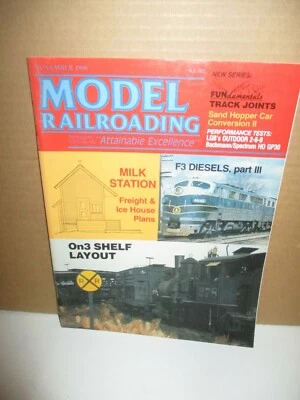 NEW SERIES:
MODEL
RAILROADING
Attainable Excellence
FUNdamentals
TRACK JOINTS
Sand Hopper Car
Conversion II
PERFORMANCE TESTS:
LGB's OUTDOOR 2-6-0
Bachmann/Spectrum HO GP30
MILK
STATION
Freight &
Ice House
Plans
F3 DIESELS, part III
On3 SHELF
LAYOUT
R R